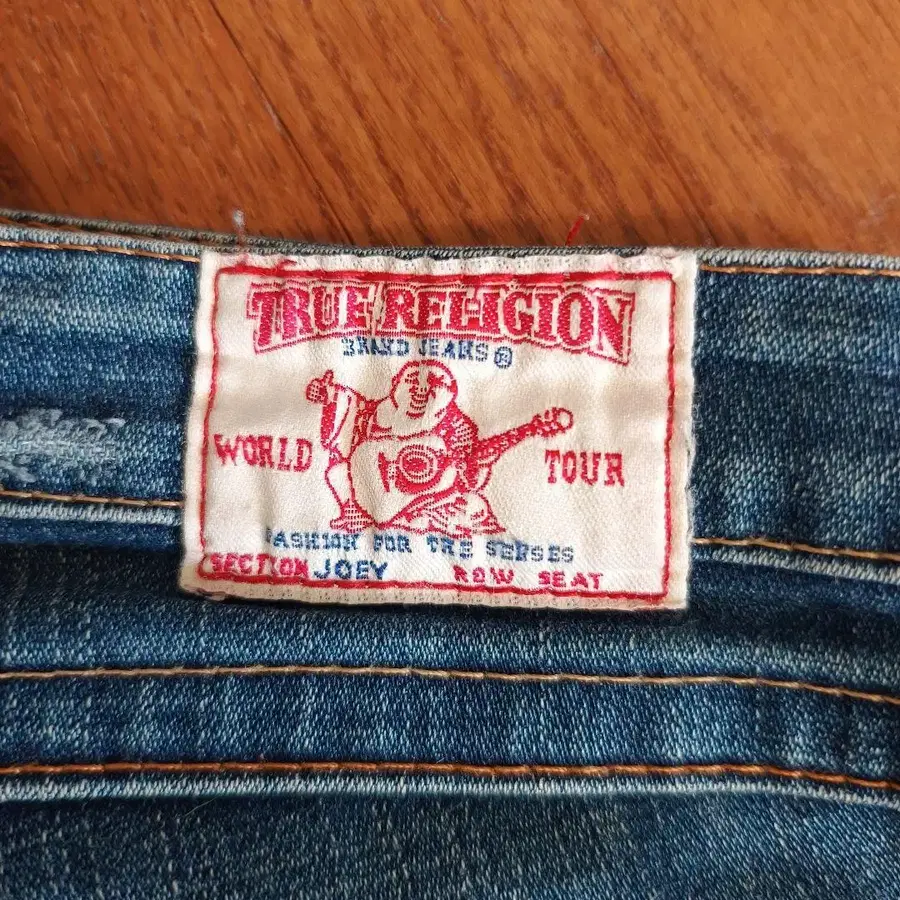 TRUE RELIGION
BRAND JEANS ®
WORLD TOUR
FASHION FOR THE SENSES
SECTION JOEY ROW SEAT